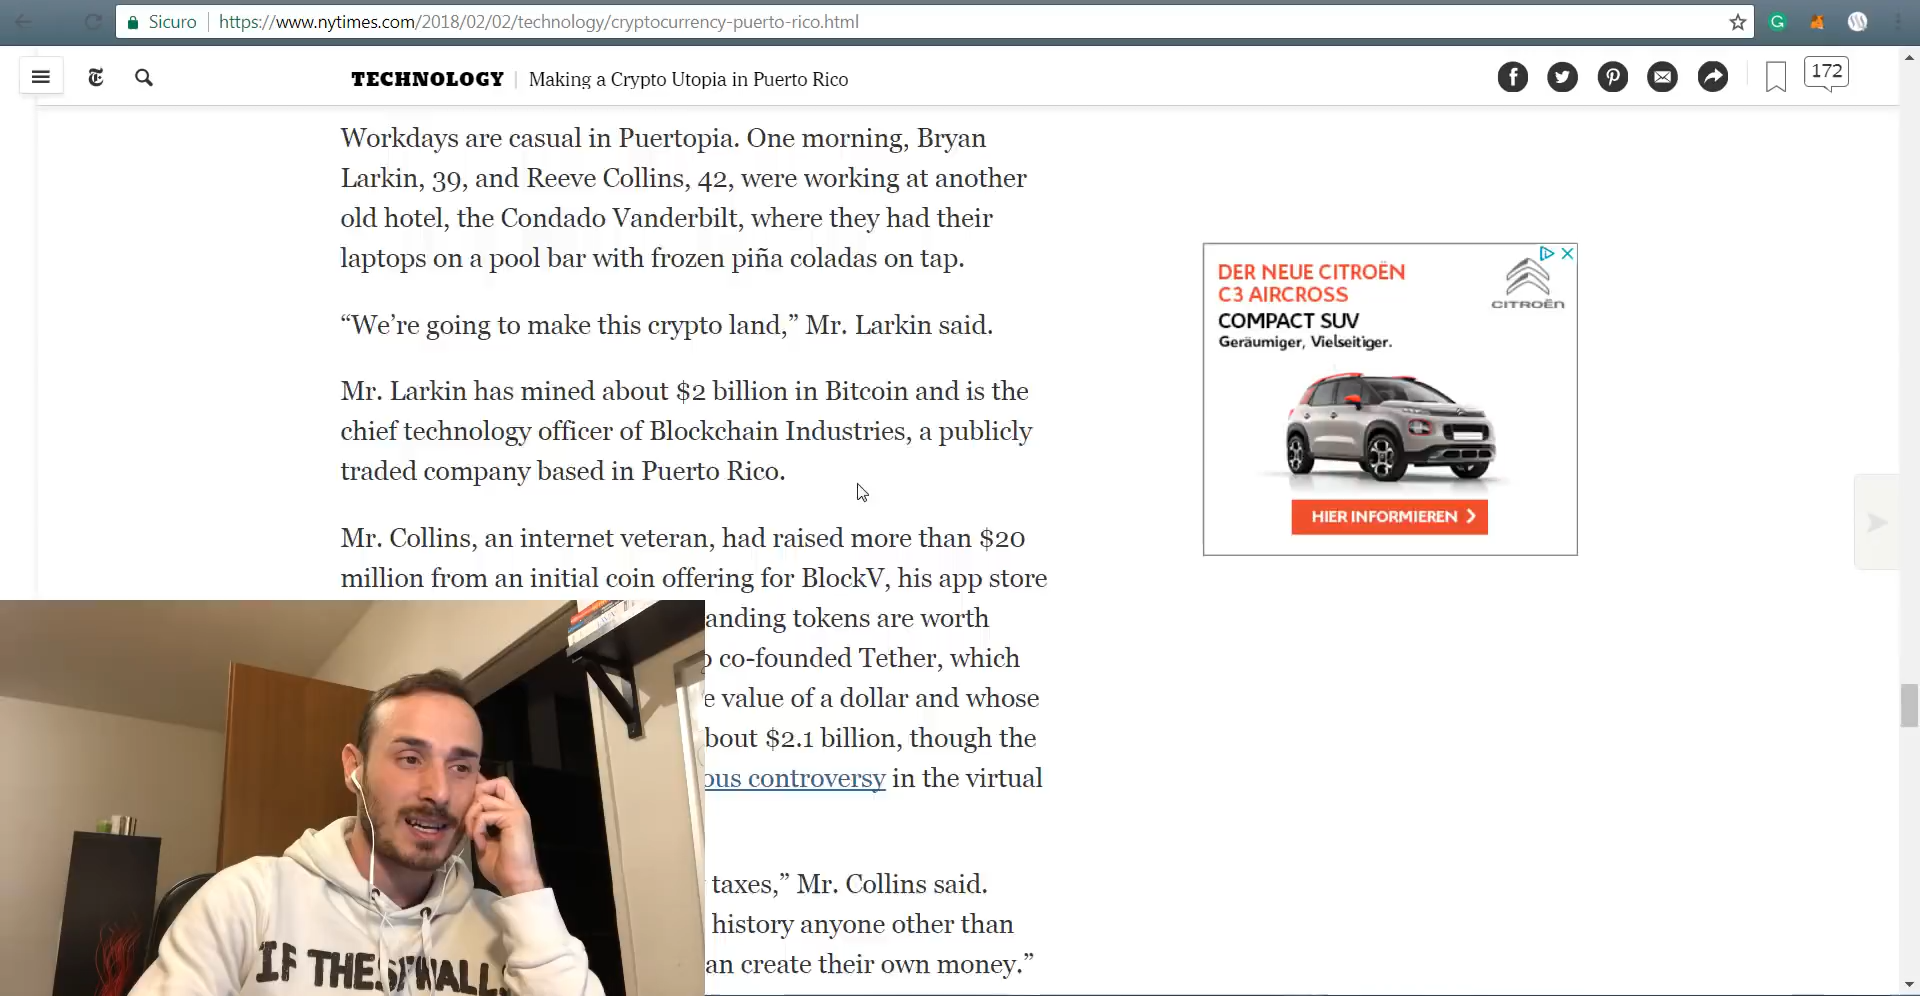 Sicuro https://www.nytimes.com/2018/02/02/technology/cryptocurrency-puerto-rico.html
TECHNOLOGY | Making a Crypto Utopia in Puerto Rico
172
Workdays are casual in Puertopia. One morning, Bryan
Larkin, 39, and Reeve Collins, 42, were working at another
old hotel, the Condado Vanderbilt, where they had their
laptops on a pool bar with frozen piña coladas on tap.
“We’re going to make this crypto land,” Mr. Larkin said.
Mr. Larkin has mined about $2 billion in Bitcoin and is the
chief technology officer of Blockchain Industries, a publicly
traded company based in Puerto Rico.
Mr. Collins, an internet veteran, had raised more than $20
million from an initial coin offering for BlockV, his app store
anding tokens are worth
co-founded Tether, which
e value of a dollar and whose
bout $2.1 billion, though the
ous controversy in the virtual
taxes,” Mr. Collins said.
history anyone other than
an create their own money.”
DER NEUE CITROËN
C3 AIRCROSS
COMPACT SUV
Geräumiger, Vielseitiger.
CITROËN
HIER INFORMIEREN
IF THESE WALLS